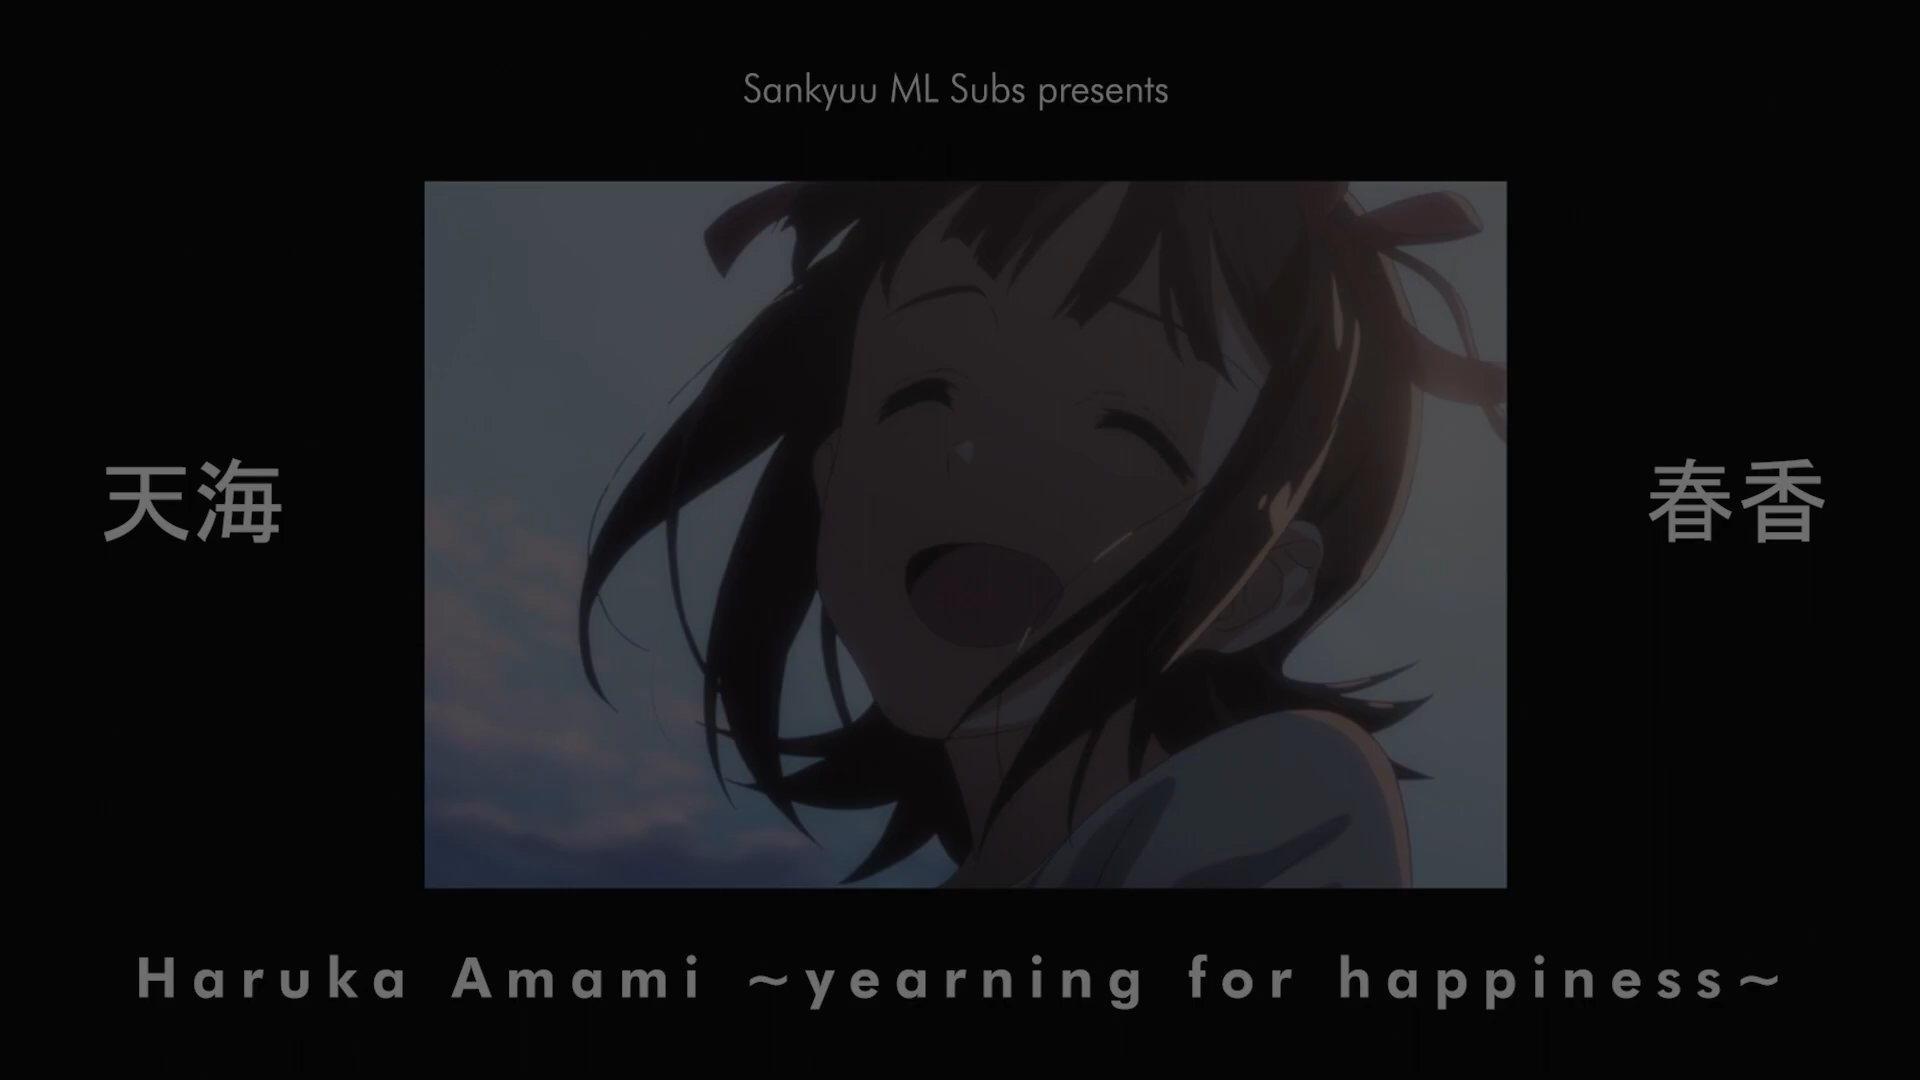 Sankyuu ML Subs presents
天海
春香
Haruka Amami ~yearning for happiness~